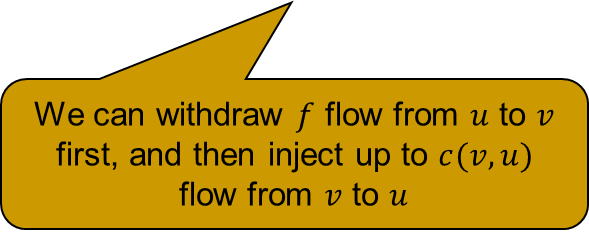 We can withdraw 𝑓 flow from 𝑢 to 𝑣
first, and then inject up to 𝑐(𝑣, 𝑢)
flow from 𝑣 to 𝑢